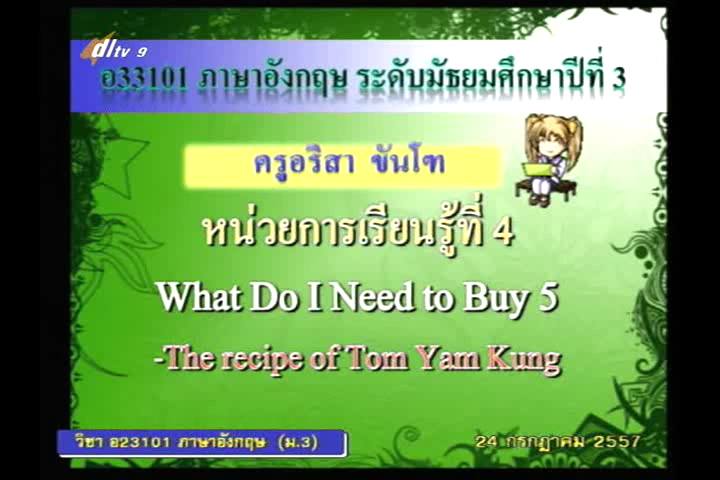 dltv 9
อ33101 ภาษาอังกฤษ ระดับมัธยมศึกษาปีที่ 3
ครูอริสา ขันโท
หน่วยการเรียนรู้ที่ 4
What Do I Need to Buy 5
-The recipe of Tom Yam Kung
วิชา อ23101 ภาษาอังกฤษ (ม.3)
24 กรกฎาคม 2557